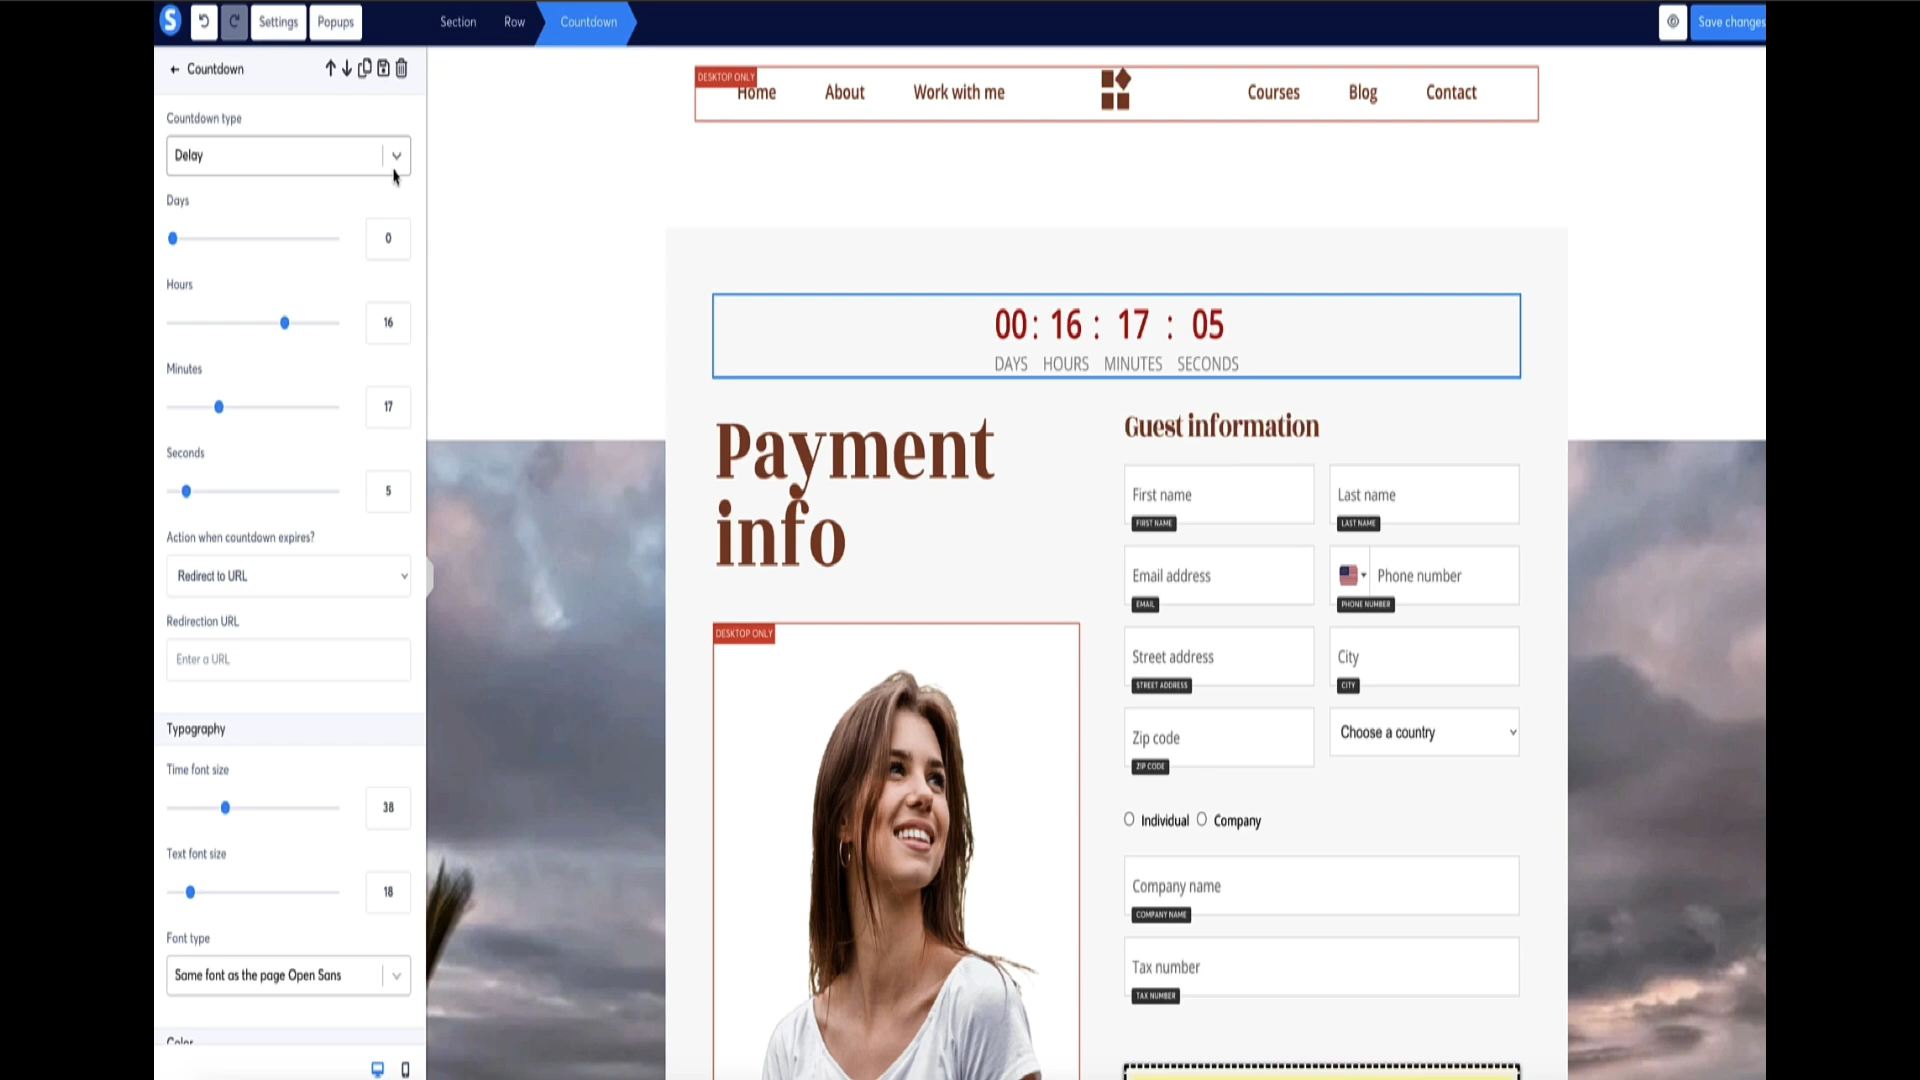 S Settings Popups Section Row Countdown Save changes
Countdown
Countdown type
Delay
Days
0
Hours
16
Minutes
17
Seconds
5
Action when countdown expires?
Redirect to URL
Redirection URL
Enter a URL
Typography
Time font size
38
Text font size
18
Font type
Same font as the page Open Sans
Color
DESKTOP ONLY
Home About Work with me Courses Blog Contact
00 : 16 : 17 : 05
DAYS HOURS MINUTES SECONDS
Payment
info
DESKTOP ONLY
Guest information
First name Last name
FIRST NAME LAST NAME
Email address Phone number
EMAIL PHONE NUMBER
Street address City
STREET ADDRESS CITY
Zip code Choose a country
ZIP CODE
Individual Company
Company name
COMPANY NAME
Tax number
TAX NUMBER